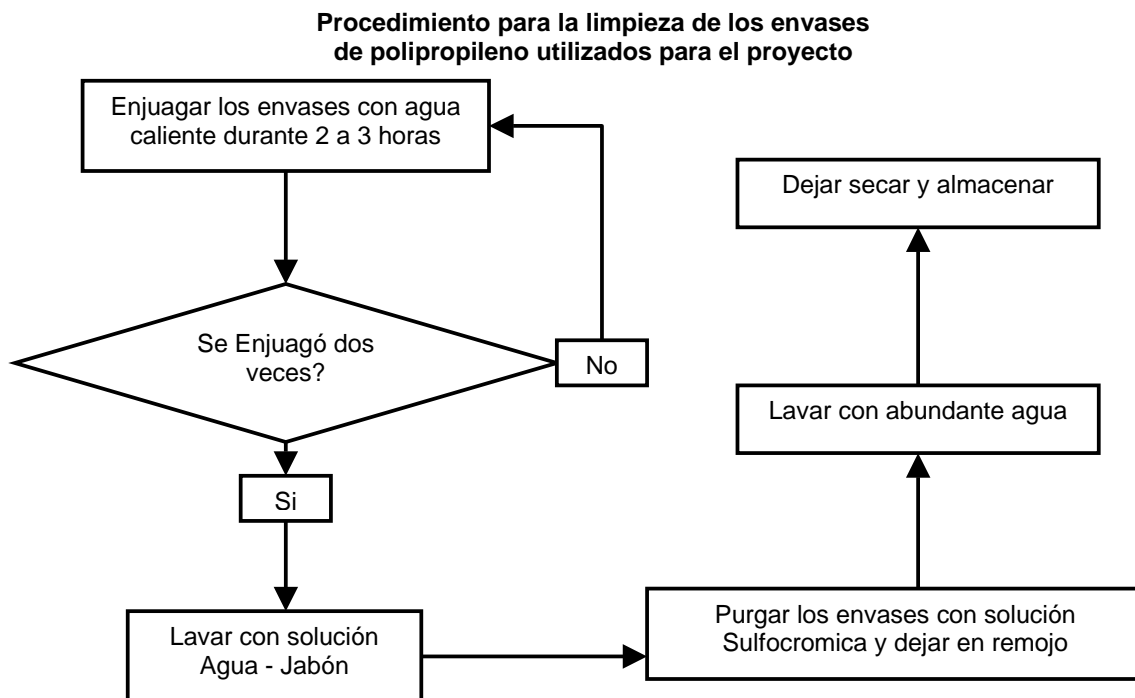 Procedimiento para la limpieza de los envases
de polipropileno utilizados para el proyecto
Enjuagar los envases con agua
caliente durante 2 a 3 horas
Se Enjuagó dos
veces?
No
Si
Lavar con solución
Agua - Jabón
Purgar los envases con solución
Sulfocromica y dejar en remojo
Lavar con abundante agua
Dejar secar y almacenar